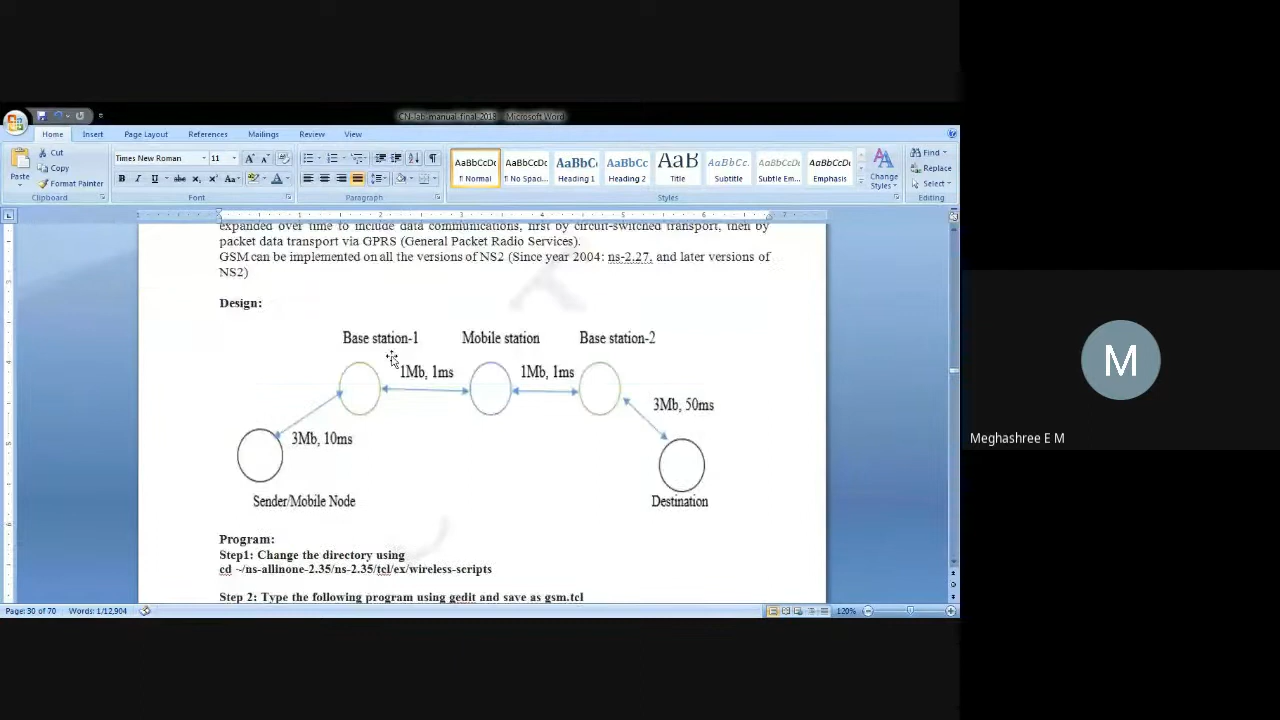 CN-lab-manual-final-2018 - Microsoft Word
Home Insert Page Layout References Mailings Review View
Paste
Cut
Copy
Format Painter
Clipboard
Times New Roman 11
Font
Paragraph
AaBbCcDc AaBbCcDc AaBbC AaBbCc AaB AaBbCc. AaBbCcDc AaBbCcDc
¶ Normal ¶ No Spaci... Heading 1 Heading 2 Title Subtitle Subtle Em... Emphasis
Change Styles
Styles
Find
Replace
Select
Editing
expanded over time to include data communications, first by circuit-switched transport, then by
packet data transport via GPRS (General Packet Radio Services).
GSM can be implemented on all the versions of NS2 (Since year 2004: ns-2.27, and later versions of
NS2)
Design:
Base station-1 Mobile station Base station-2
1Mb, 1ms 1Mb, 1ms
3Mb, 50ms
3Mb, 10ms
Sender/Mobile Node Destination
Program:
Step1: Change the directory using
cd ~/ns-allinone-2.35/ns-2.35/tcl/ex/wireless-scripts
Step 2: Type the following program using gedit and save as gsm.tcl
Page: 30 of 70 Words: 1/12,904 120%
M
Meghashree E M